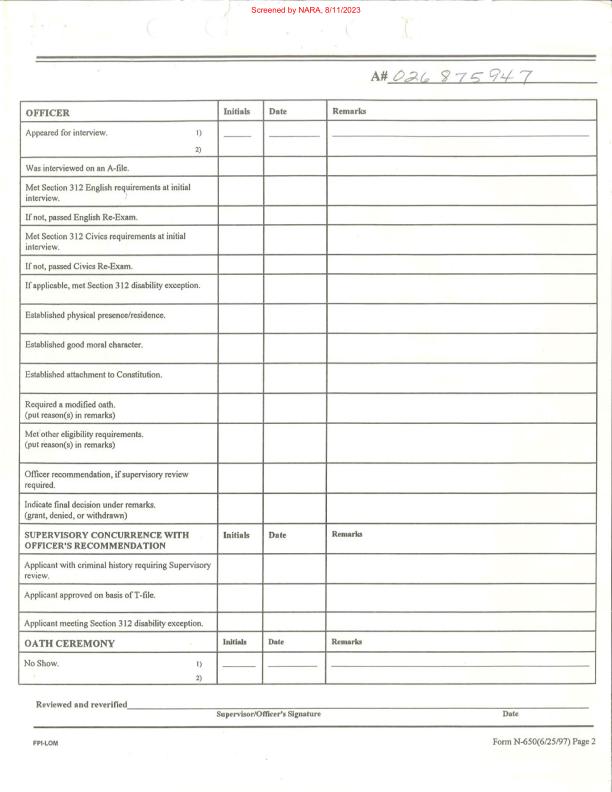 Screened by NARA, 8/11/2023
A# 026 875 947
OFFICER Initials Date Remarks
Appeared for interview. 1)
2)
Was interviewed on an A-file.
Met Section 312 English requirements at initial
interview.
If not, passed English Re-Exam.
Met Section 312 Civics requirements at initial
interview.
If not, passed Civics Re-Exam.
If applicable, met Section 312 disability exception.
Established physical presence/residence.
Established good moral character.
Established attachment to Constitution.
Required a modified oath.
(put reason(s) in remarks)
Met other eligibility requirements.
(put reason(s) in remarks)
Officer recommendation, if supervisory review
required.
Indicate final decision under remarks.
(grant, denied, or withdrawn)
SUPERVISORY CONCURRENCE WITH Initials Date Remarks
OFFICER'S RECOMMENDATION
Applicant with criminal history requiring Supervisory
review.
Applicant approved on basis of T-file.
Applicant meeting Section 312 disability exception.
OATH CEREMONY Initials Date Remarks
No Show. 1)
2)
Reviewed and reverified
Supervisor/Officer's Signature Date
FPI-LOM Form N-650(6/25/97) Page 2